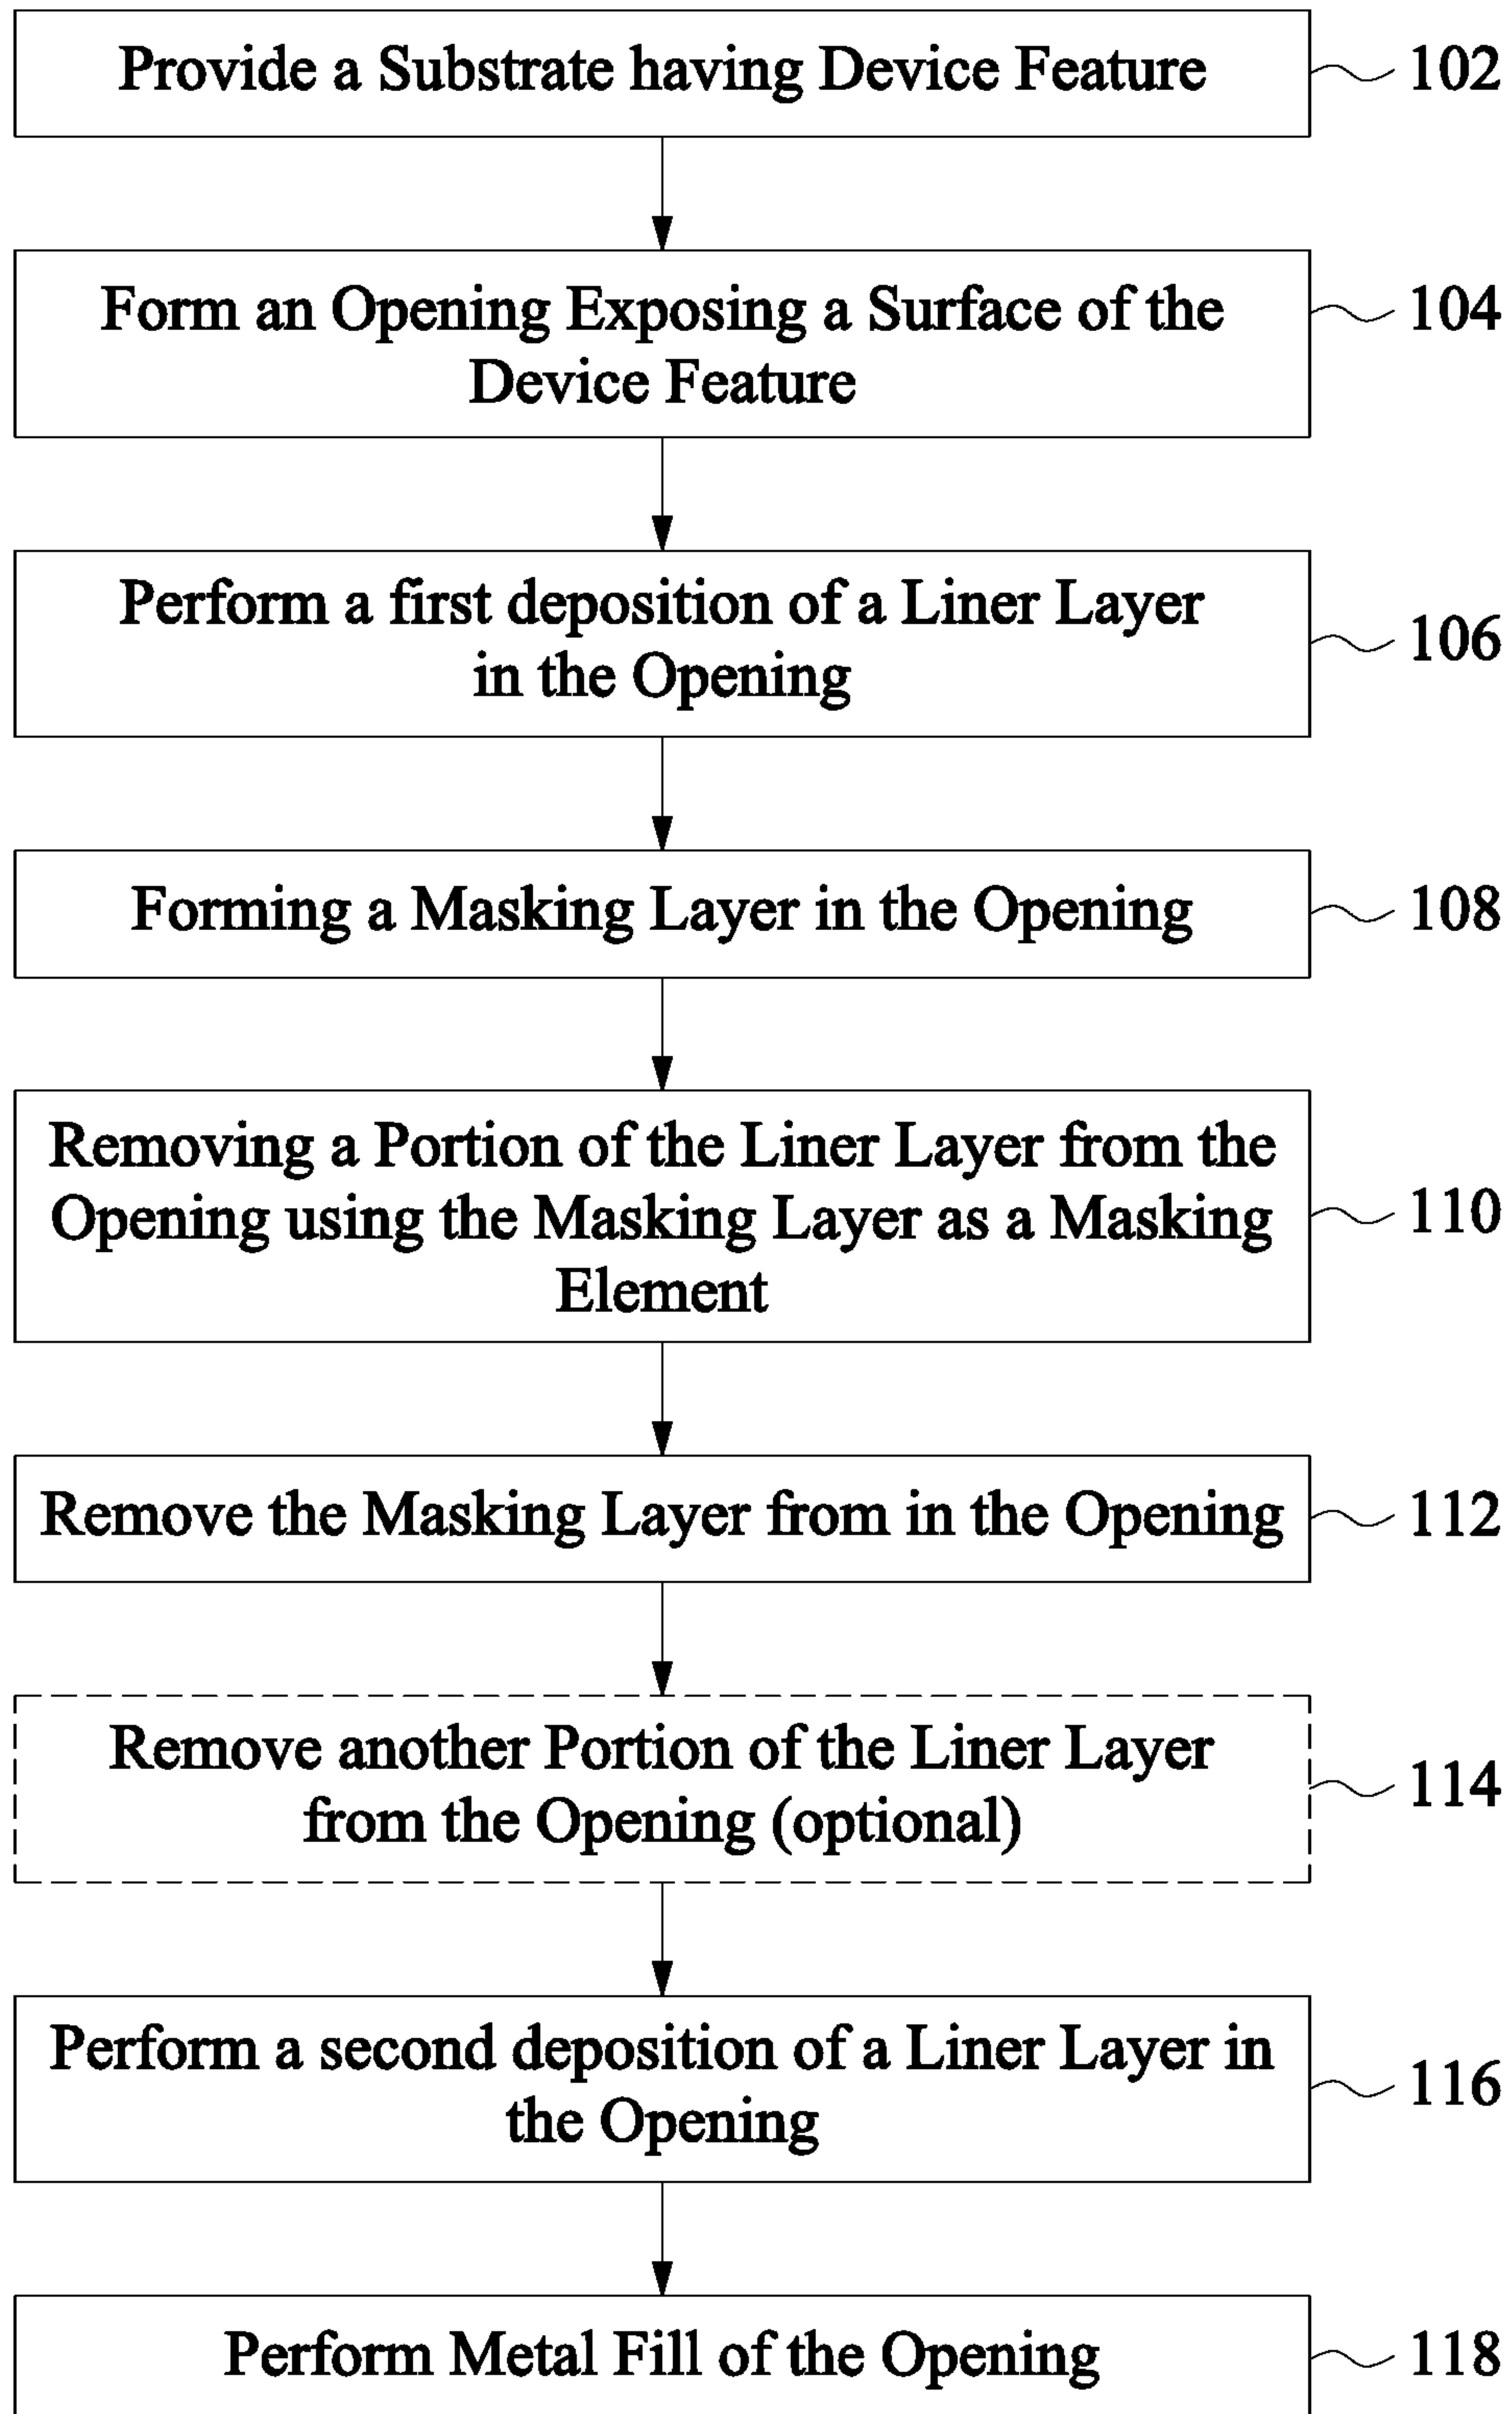 Provide a Substrate having Device Feature
102
Form an Opening Exposing a Surface of the
Device Feature
104
Perform a first deposition of a Liner Layer
in the Opening
106
Forming a Masking Layer in the Opening
108
Removing a Portion of the Liner Layer from the
Opening using the Masking Layer as a Masking
Element
110
Remove the Masking Layer from in the Opening
112
Remove another Portion of the Liner Layer
from the Opening (optional)
114
Perform a second deposition of a Liner Layer in
the Opening
116
Perform Metal Fill of the Opening
118